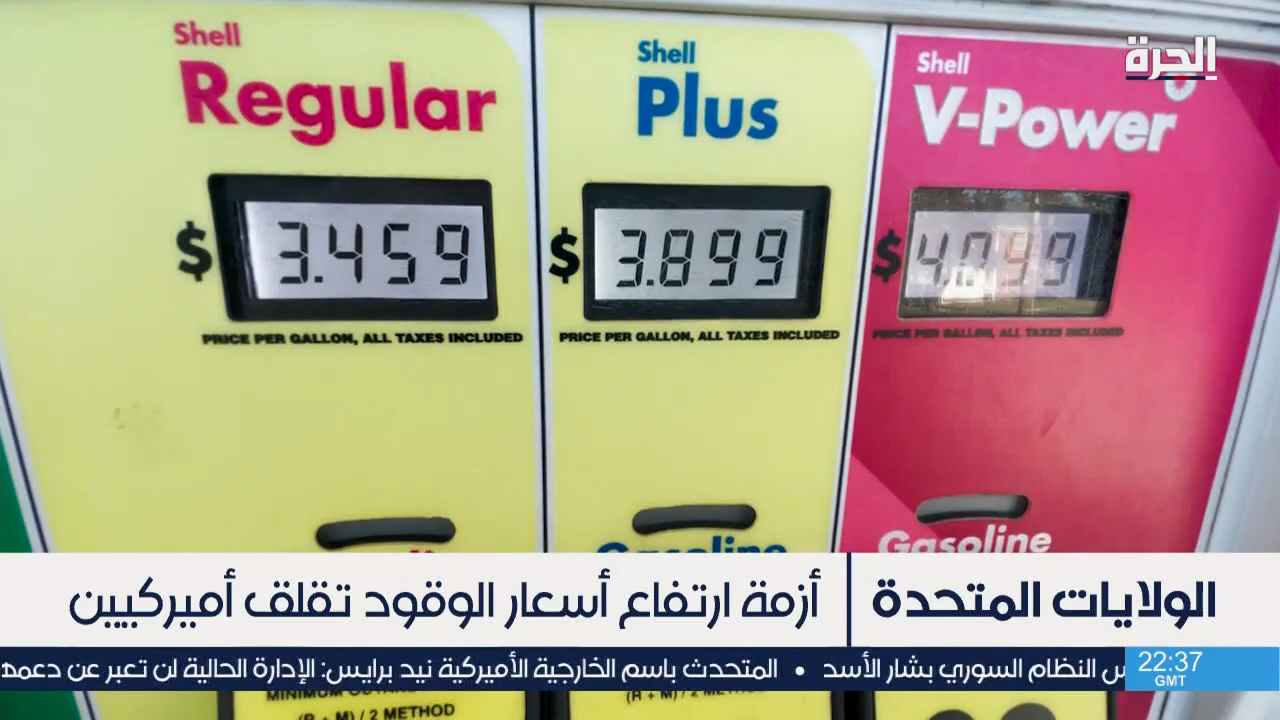 الحرة
Shell
Regular
$ 3.459
PRICE PER GALLON, ALL TAXES INCLUDED
Shell
Plus
$ 3.899
PRICE PER GALLON, ALL TAXES INCLUDED
Gasoline
Shell
V-Power
$
PRICE PER GALLON, ALL TAXES INCLUDED
Gasoline
الولايات المتحدة
أزمة ارتفاع أسعار الوقود تقلق أميركيين
النظام السوري بشار الأسد • المتحدث باسم الخارجية الأميركية نيد برايس: الإدارة الحالية لن تعبر عن
22:37
GMT
MINIMUM
(R + M) / 2 METHOD
(R + M) / 2